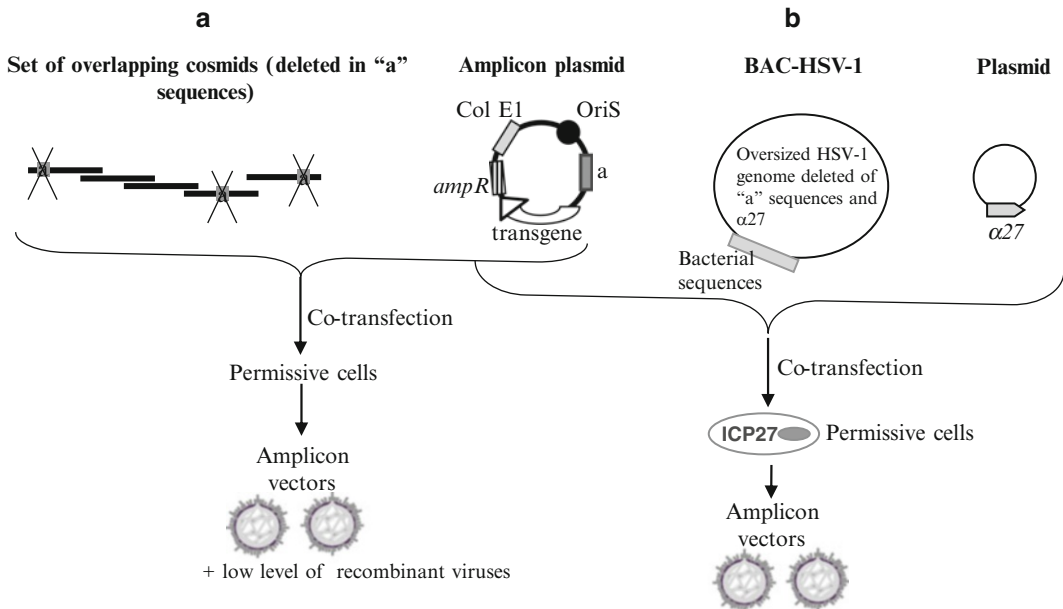 a
b
Set of overlapping cosmids (deleted in “a”
sequences)
Amplicon plasmid
BAC-HSV-1
Plasmid
Col E1
OriS
a
a
a
a
ampR
transgene
Oversized HSV-1
genome deleted of
“a” sequences and
α27
Bacterial
sequences
α27
Co-transfection
Permissive cells
Amplicon
vectors
+ low level of recombinant viruses
Co-transfection
ICP27
Permissive cells
Amplicon
vectors